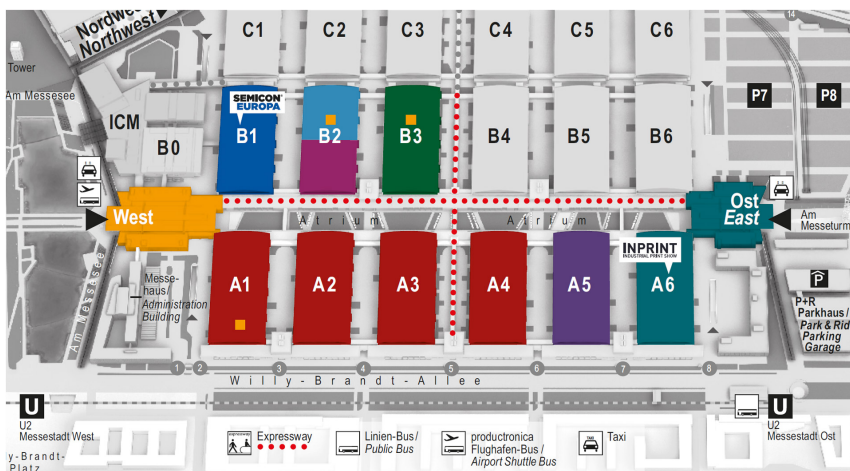 Nordwest
Northwest
C1
C2
C3
C4
C5
C6
14
Tower
Am Messesee
ICM
B0
SEMICON
EUROPA
B1
B2
B3
B4
B5
B6
P7
P8
West
Atrium
Atrium
Ost
East
Am
Messeturm
Am Messesee
Messe-
haus/
Administration
Building
A1
A2
A3
A4
A5
INPRINT
INDUSTRIAL PRINT SHOW
A6
P
P+R
Parkhaus/
Park & Rid
Parking
Garage
1
2
3
4
5
6
7
8
Willy-Brandt-Allee
U
U2
Messestadt West
y-Brandt-
Platz
Expressway
Linien-Bus/
Public Bus
productronica
Flughafen-Bus/
Airport Shuttle Bus
TAXI
Taxi
U
U2
Messestadt Ost